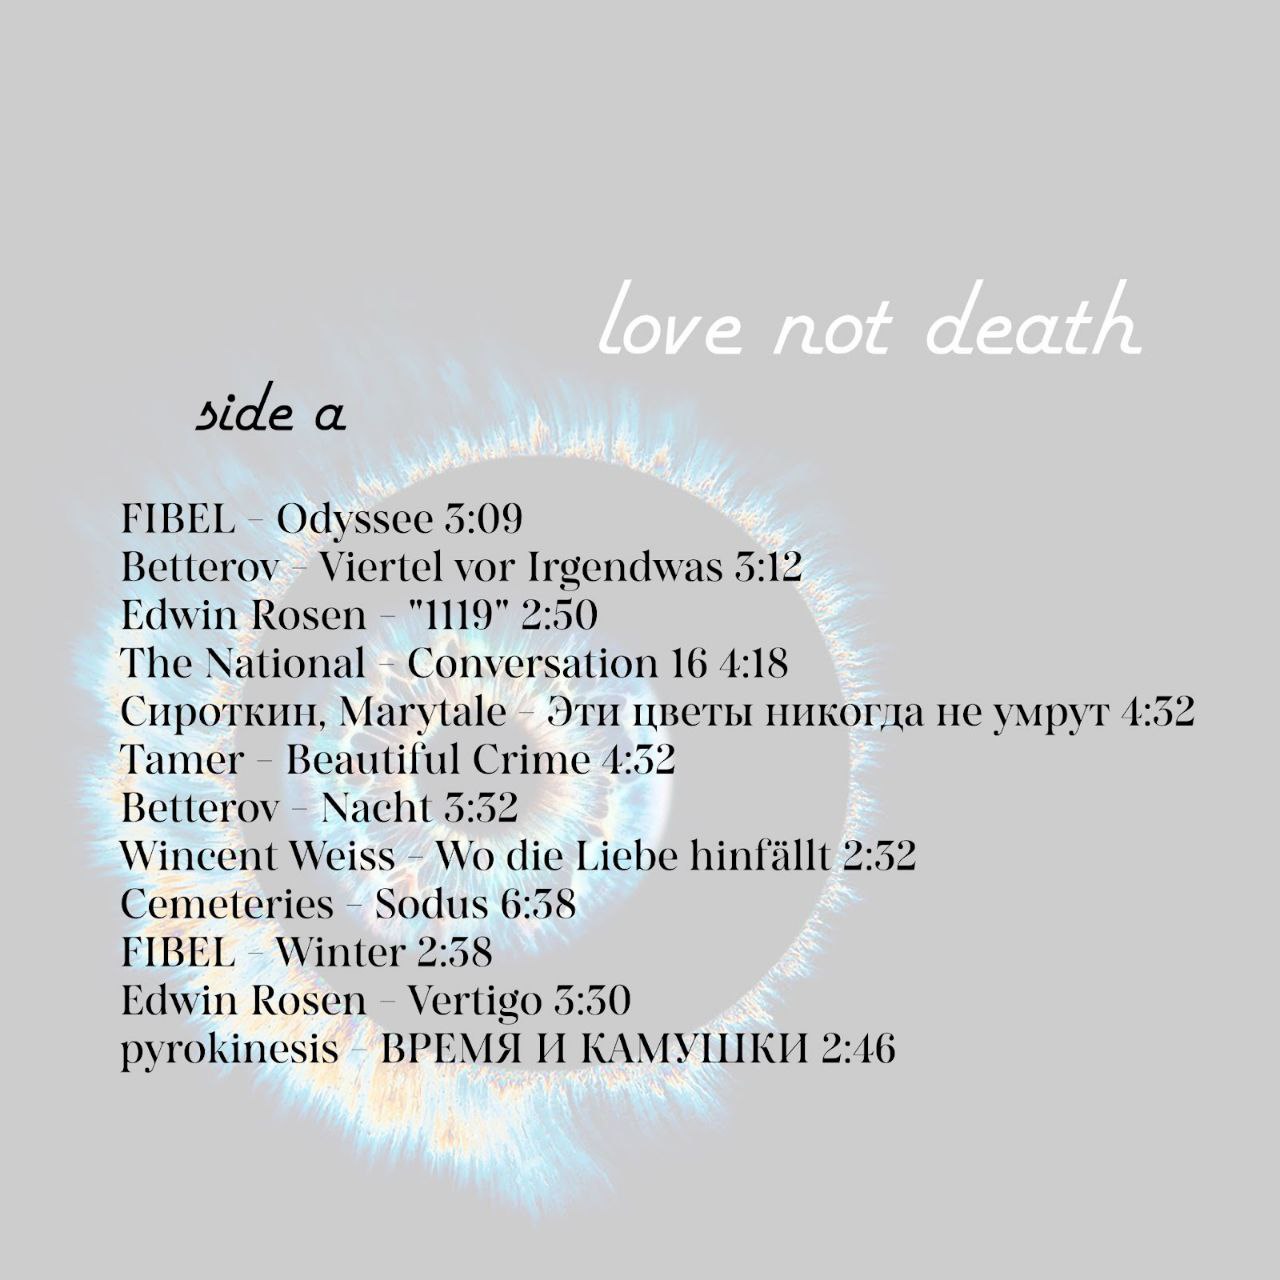 love not death
side a
FIBEL – Odyssee 3:09
Betterov – Viertel vor Irgendwas 3:12
Edwin Rosen – "1119" 2:50
The National – Conversation 16 4:18
Сироткин, Marytale – Эти цветы никогда не умрут 4:32
Tamer – Beautiful Crime 4:32
Betterov – Nacht 3:32
Wincent Weiss – Wo die Liebe hinfällt 2:32
Cemeteries – Sodus 6:38
FIBEL – Winter 2:38
Edwin Rosen – Vertigo 3:30
pyrokinesis – ВРЕМЯ И КАМУШКИ 2:46